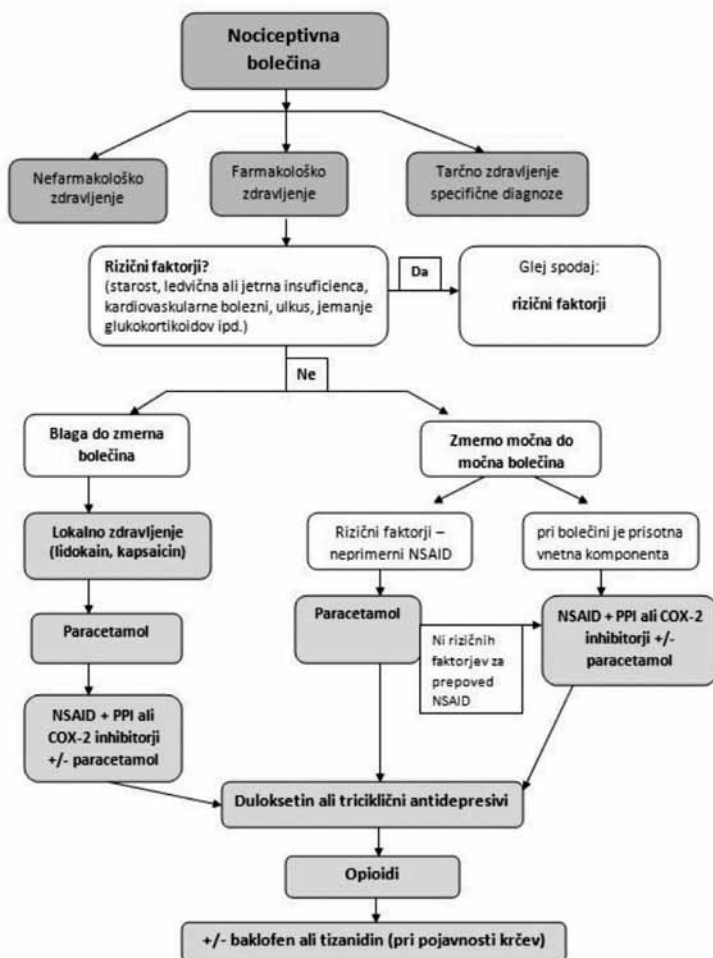 Nociceptivna
bolečina
Nefarmakološko
zdravljenje
Farmakološko
zdravljenje
Tarčno zdravljenje
specifične diagnoze
Rizični faktorji?
(starost, ledvična ali jetrna insuficienca,
kardiovaskularne bolezni, ulkus, jemanje
glukokortikoidov ipd.)
Da
Glej spodaj:
rizični faktorji
Ne
Blaga do zmerna
bolečina
Zmerno močna do
močna bolečina
Lokalno zdravljenje
(lidokain, kapsaicin)
Rizični faktorji –
neprimerni NSAID
pri bolečini je prisotna
vnetna komponenta
Paracetamol
Paracetamol
Ni rizičnih
faktorjev za
prepoved
NSAID
NSAID + PPI ali COX-2
inhibitorji +/-
paracetamol
NSAID + PPI ali
COX-2 inhibitorji
+/- paracetamol
Duloksetin ali triciklični antidepresivi
Opioidi
+/- baklofen ali tizanidin (pri pojavnosti krčev)